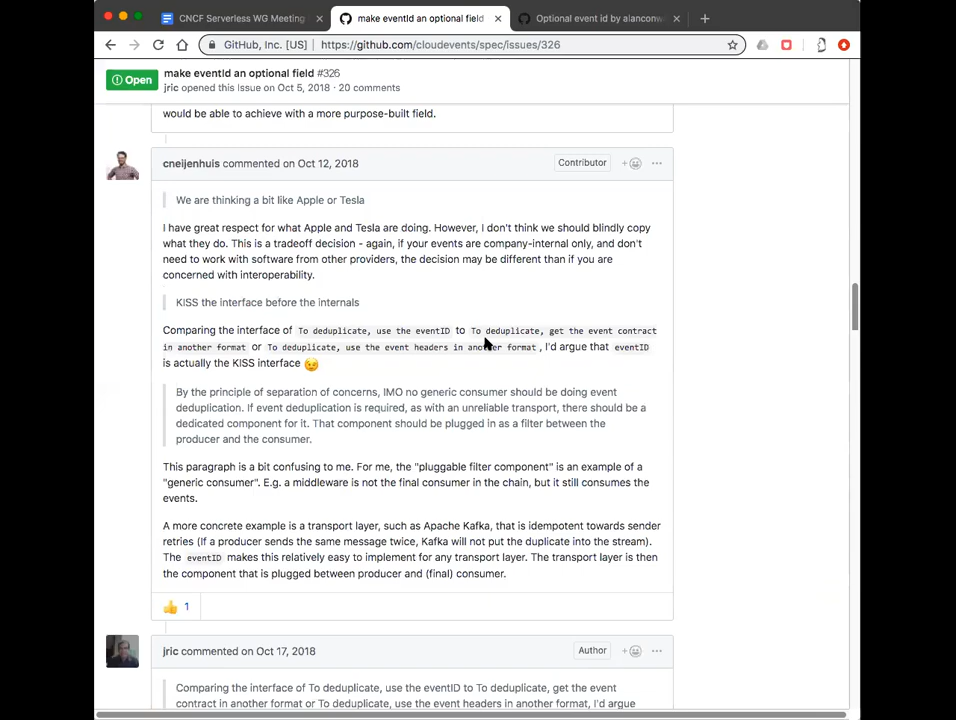 CNCF Serverless WG Meeting
make eventId an optional field
Optional event id by alanconw
GitHub, Inc. [US] | https://github.com/cloudevents/spec/issues/326
Open
make eventId an optional field #326
jric opened this Issue on Oct 5, 2018 · 20 comments
would be able to achieve with a more purpose-built field.
cneijenhuis commented on Oct 12, 2018
Contributor
We are thinking a bit like Apple or Tesla
I have great respect for what Apple and Tesla are doing. However, I don't think we should blindly copy
what they do. This is a tradeoff decision - again, if your events are company-internal only, and don't
need to work with software from other providers, the decision may be different than if you are
concerned with interoperability.
KISS the interface before the internals
Comparing the interface of To deduplicate, use the eventID to To deduplicate, get the event contract
in another format or To deduplicate, use the event headers in another format, I'd argue that eventID
is actually the KISS interface 😉
By the principle of separation of concerns, IMO no generic consumer should be doing event
deduplication. If event deduplication is required, as with an unreliable transport, there should be a
dedicated component for it. That component should be plugged in as a filter between the
producer and the consumer.
This paragraph is a bit confusing to me. For me, the "pluggable filter component" is an example of a
"generic consumer". E.g. a middleware is not the final consumer in the chain, but it still consumes the
events.
A more concrete example is a transport layer, such as Apache Kafka, that is idempotent towards sender
retries (If a producer sends the same message twice, Kafka will not put the duplicate into the stream).
The eventID makes this relatively easy to implement for any transport layer. The transport layer is then
the component that is plugged between producer and (final) consumer.
👍 1
jric commented on Oct 17, 2018
Author
Comparing the interface of To deduplicate, use the eventID to To deduplicate, get the event
contract in another format or To deduplicate, use the event headers in another format, I'd argue